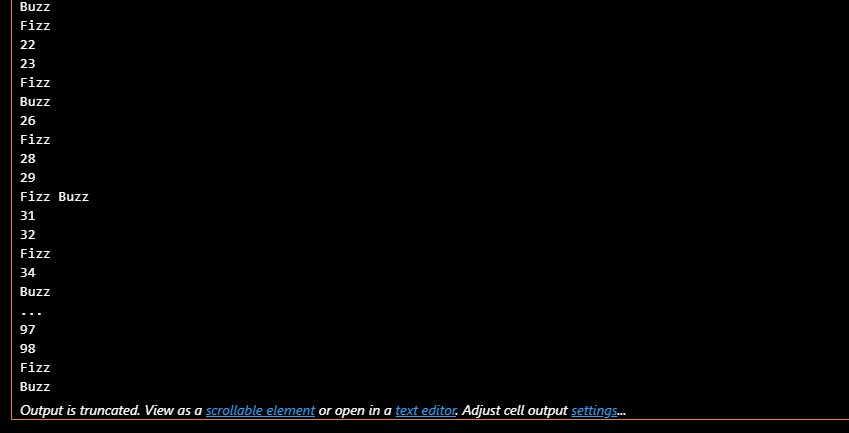 Buzz
Fizz
22
23
Fizz
Buzz
26
Fizz
28
29
Fizz Buzz
31
32
Fizz
34
Buzz
...
97
98
Fizz
Buzz
Output is truncated. View as a scrollable element or open in a text editor. Adjust cell output settings...